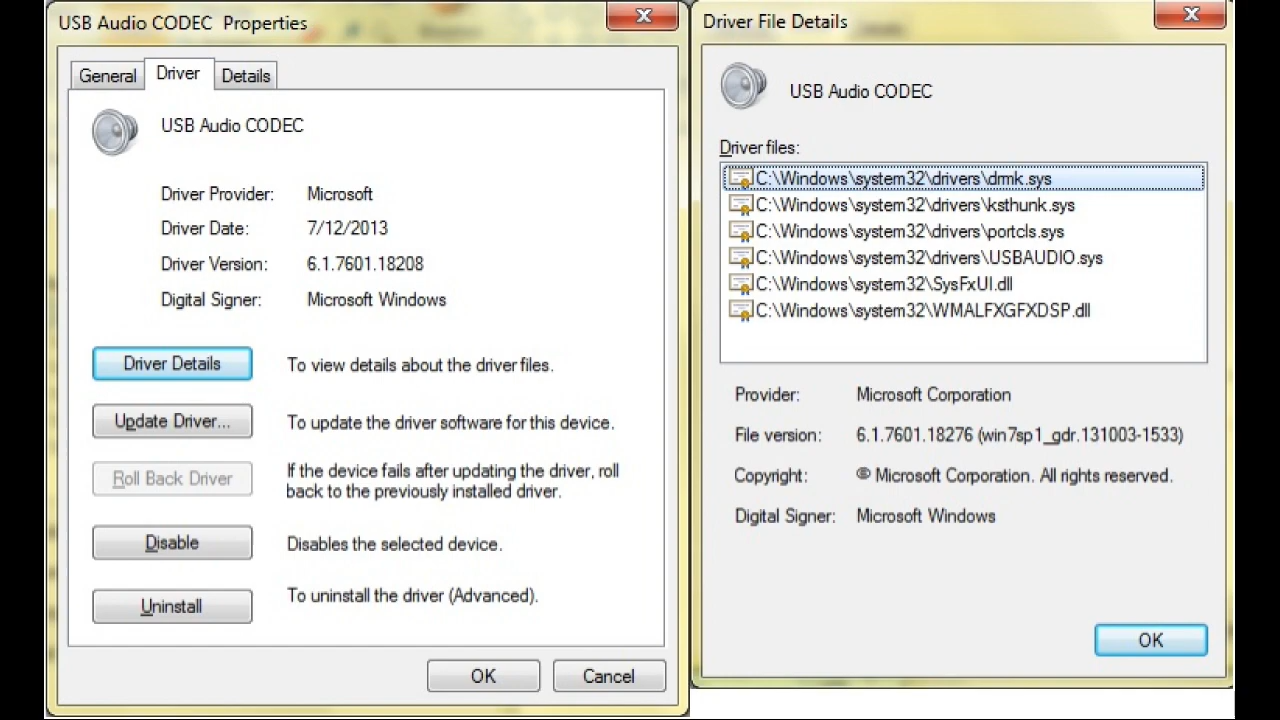 USB Audio CODEC Properties
General Driver Details
USB Audio CODEC
Driver Provider: Microsoft
Driver Date: 7/12/2013
Driver Version: 6.1.7601.18208
Digital Signer: Microsoft Windows
Driver Details To view details about the driver files.
Update Driver... To update the driver software for this device.
Roll Back Driver If the device fails after updating the driver, roll
back to the previously installed driver.
Disable Disables the selected device.
Uninstall To uninstall the driver (Advanced).
OK Cancel
Driver File Details
USB Audio CODEC
Driver files:
C:\Windows\system32\drivers\drmk.sys
C:\Windows\system32\drivers\ksthunk.sys
C:\Windows\system32\drivers\portcls.sys
C:\Windows\system32\drivers\USBAUDIO.sys
C:\Windows\system32\SysFxUI.dll
C:\Windows\system32\WMALFXGFXDSP.dll
Provider: Microsoft Corporation
File version: 6.1.7601.18276 (win7sp1_gdr.131003-1533)
Copyright: © Microsoft Corporation. All rights reserved.
Digital Signer: Microsoft Windows
OK